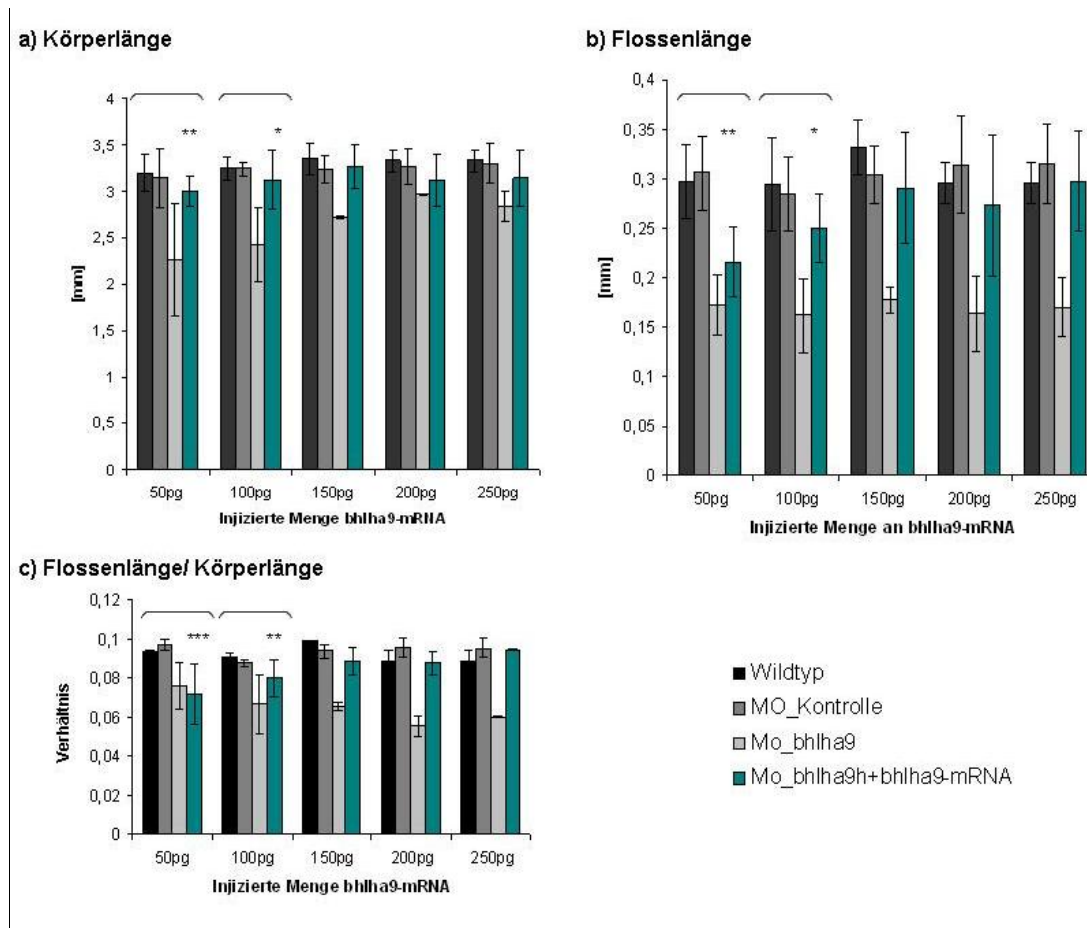 a) Körperlänge
4
3,5
3
2,5
2
1,5
1
0,5
0
[mm]
** *
50pg 100pg 150pg 200pg 250pg
Injizierte Menge bhlha9-mRNA
b) Flossenlänge
0,4
0,35
0,3
0,25
0,2
0,15
0,1
0,05
0
[mm]
** *
50pg 100pg 150pg 200pg 250pg
Injizierte Menge an bhlha9-mRNA
c) Flossenlänge/ Körperlänge
0,12
0,1
0,08
0,06
0,04
0,02
0
Verhältnis
*** **
50pg 100pg 150pg 200pg 250pg
Injizierte Menge bhlha9-mRNA
Wildtyp
MO_Kontrolle
Mo_bhlha9
Mo_bhlha9h+bhlha9-mRNA